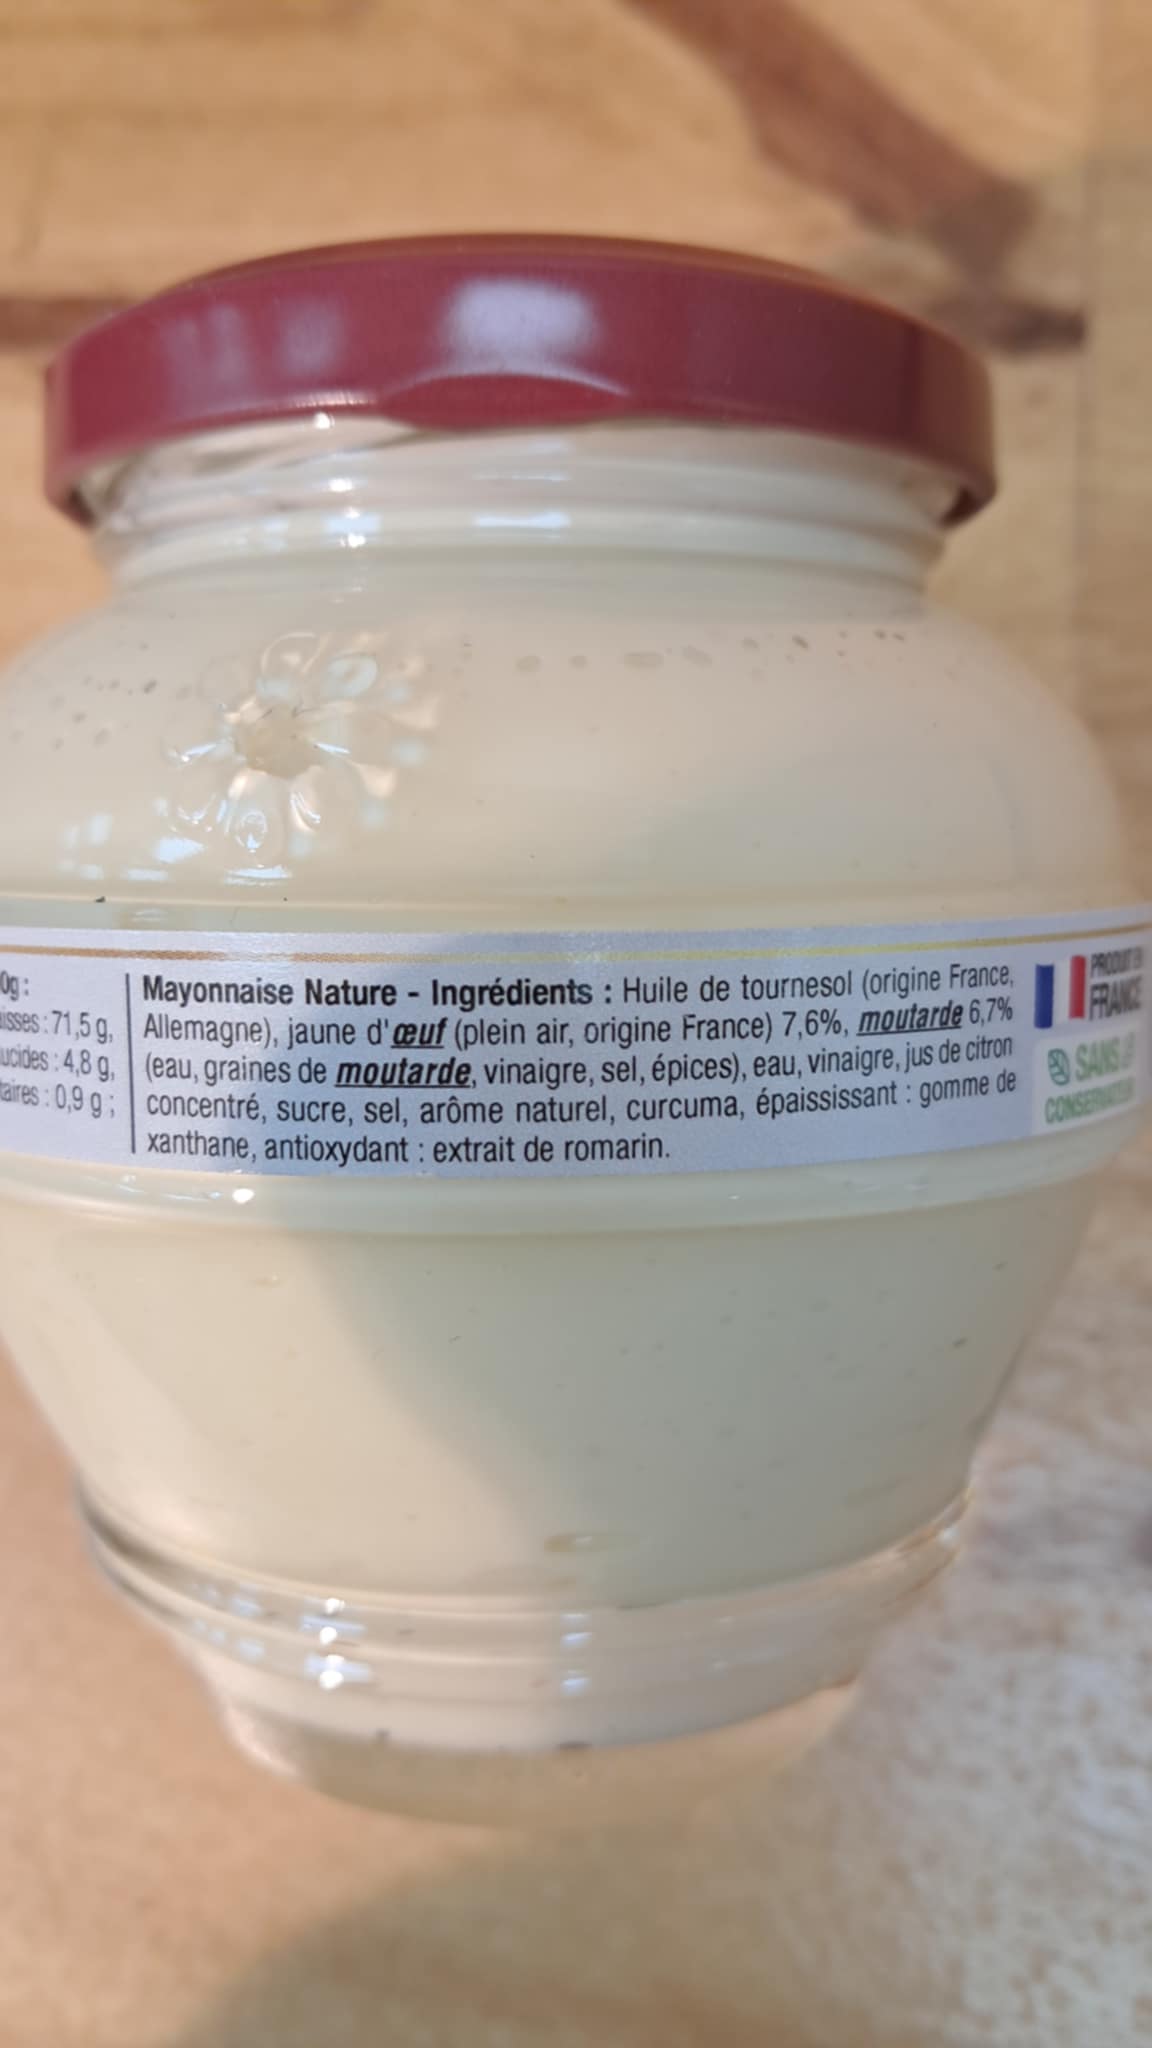 0g :
isses : 71,5 g,
ucides : 4,8 g,
taires : 0,9 g ;
Mayonnaise Nature - Ingrédients : Huile de tournesol (origine France,
Allemagne), jaune d'œuf (plein air, origine France) 7,6%, moutarde 6,7%
(eau, graines de moutarde, vinaigre, sel, épices), eau, vinaigre, jus de citron
concentré, sucre, sel, arôme naturel, curcuma, épaississant : gomme de
xanthane, antioxydant : extrait de romarin.
PRODUIT EN
FRANCE
SANS
CONSERVATEUR